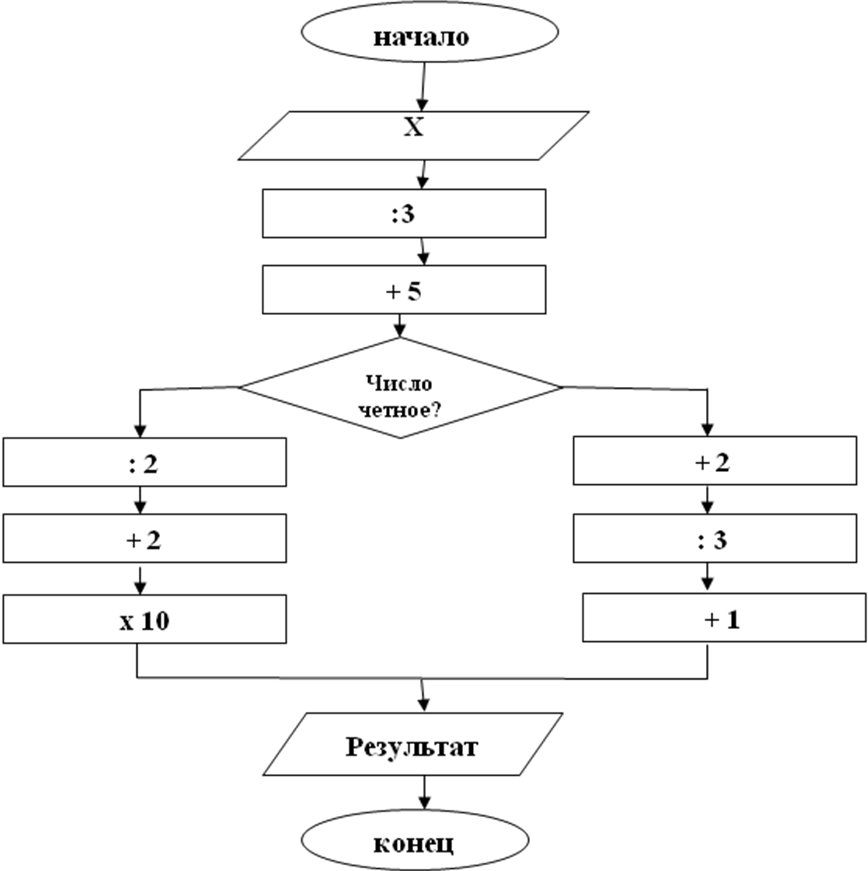 начало
X
:3
+ 5
Число
четное?
: 2
+ 2
+ 2
: 3
x 10
+ 1
Результат
конец